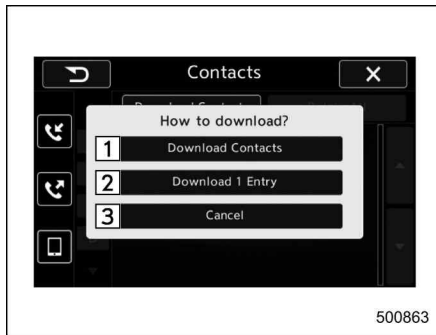 Contacts
How to download?
1 Download Contacts
2 Download 1 Entry
3 Cancel
500863